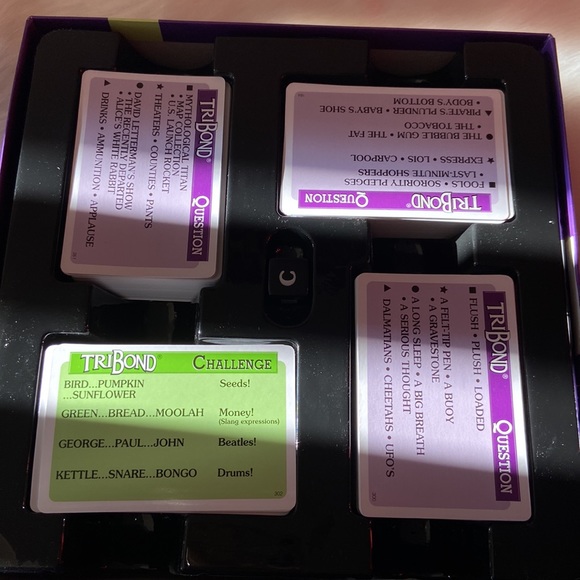 TRIBOND® QUESTION
■ MYTHOLOGICAL TITAN
• MAP COLLECTION
• U.S. LAUNCH ROCKET
★ THEATERS • COUNTIES • PANTS
● DAVID LETTERMAN'S SHOW
• THE RECENTLY DEPARTED
• ALICE'S WHITE RABBIT
▲ DRINKS • AMMUNITION • APPLAUSE
TRIBOND® QUESTION
■ FOOLS • SORORITY PLEDGES
• LAST-MINUTE SHOPPERS
★ EXPRESS • LOIS • CARPOOL
● THE BUBBLE GUM • THE FAT
• THE TOBACCO
▲ PIRATE'S PLUNDER • BABY'S SHOE
• BODY'S BOTTOM
C
TRIBOND® CHALLENGE
BIRD...PUMPKIN Seeds!
...SUNFLOWER
GREEN...BREAD...MOOLAH Money!
(Slang expressions)
GEORGE...PAUL...JOHN Beatles!
KETTLE...SNARE...BONGO Drums!
TRIBOND® QUESTION
■ FLUSH • PLUSH • LOADED
★ A FELT-TIP PEN • A BUOY
• A GRAVESTONE
● A LONG SLEEP • A BIG BREATH
• A SERIOUS THOUGHT
▲ DALMATIANS • CHEETAHS • UFO'S